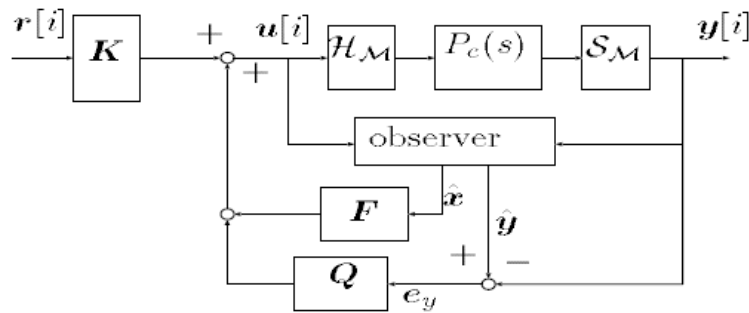 r[i]
K
+
+
u[i]
H_M
P_c(s)
S_M
y[i]
observer
x̂
F
ŷ
+
−
Q
e_y